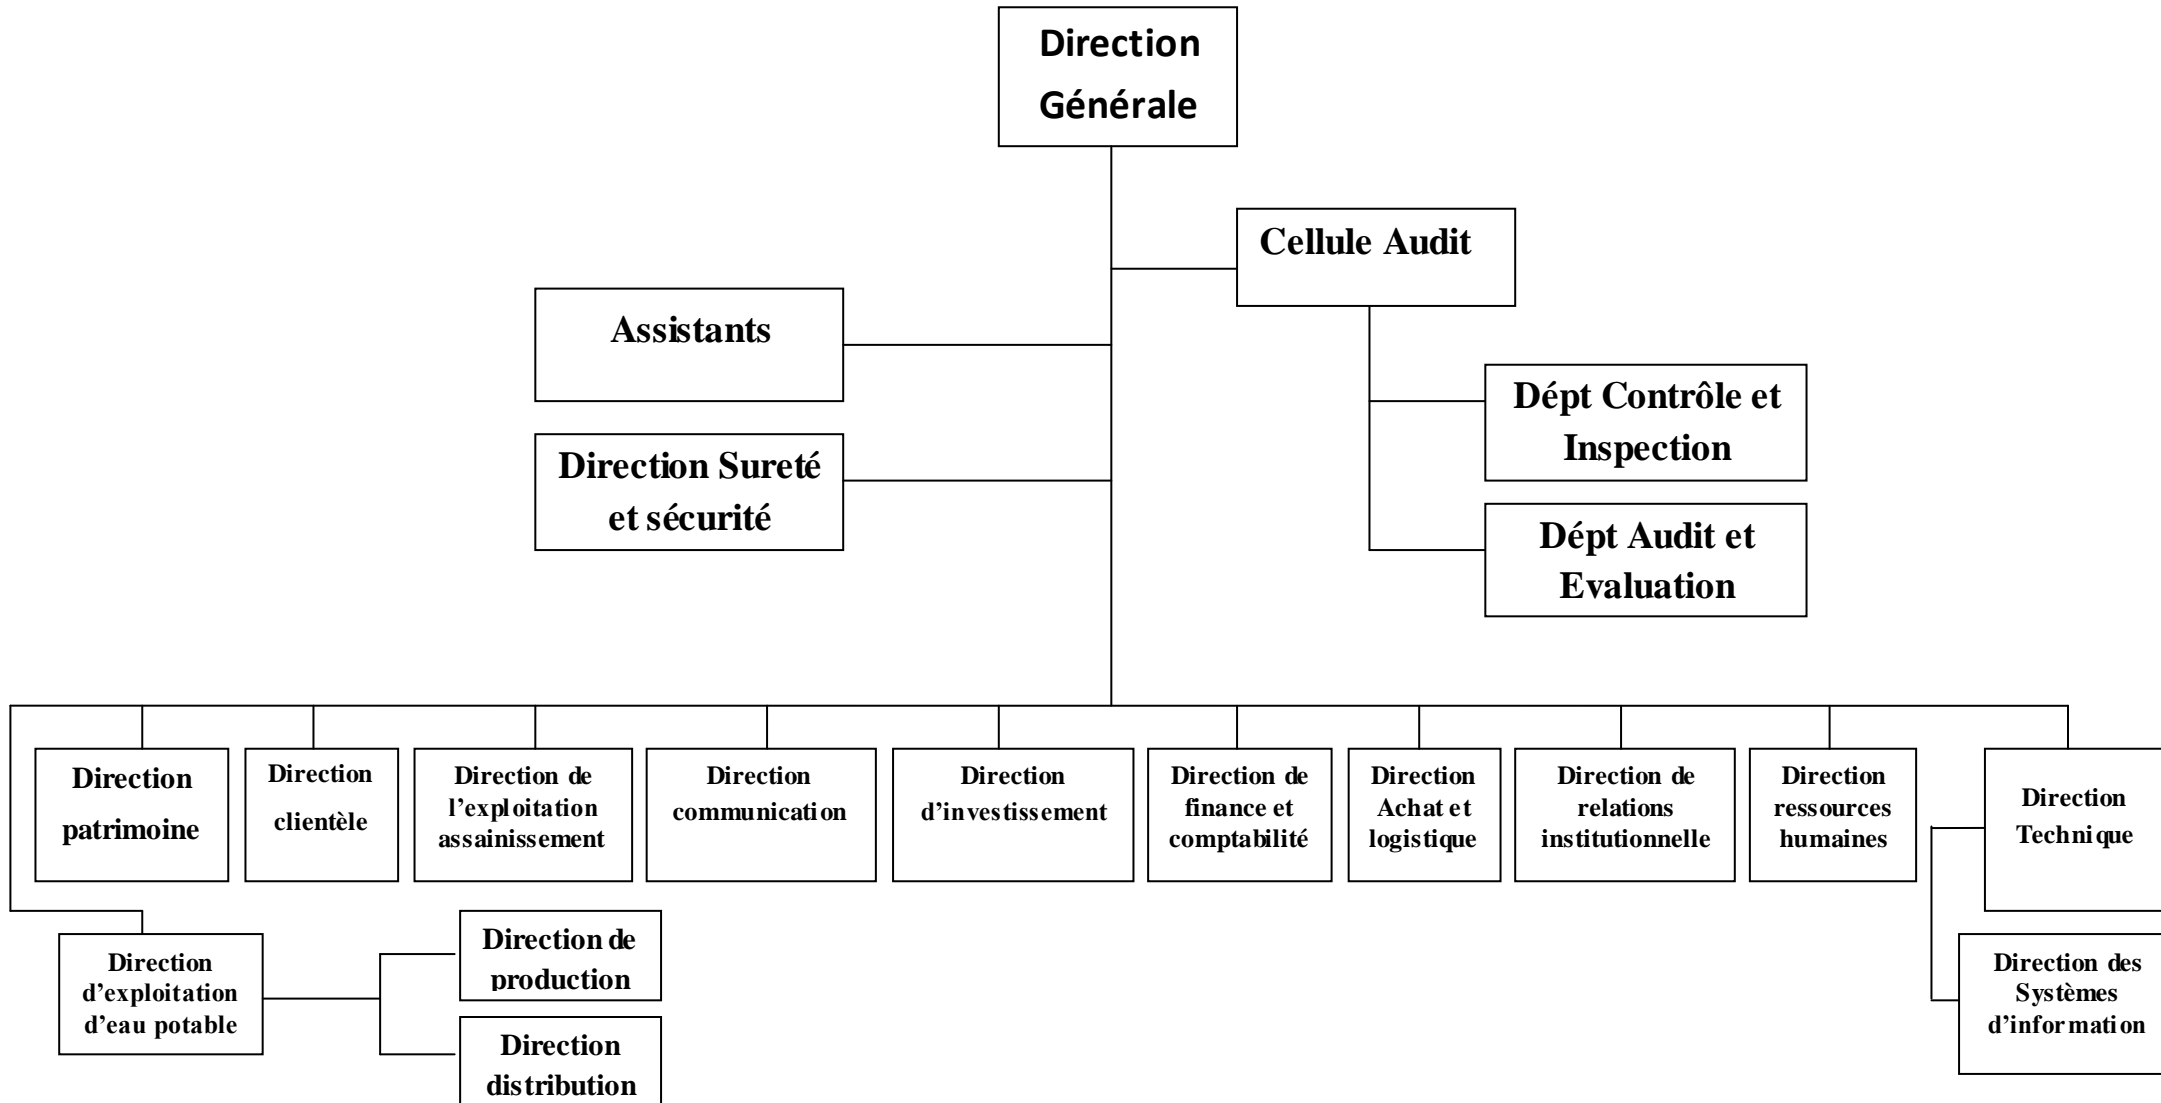 Direction
Générale
Cellule Audit
Assistants
Dépt Contrôle et
Inspection
Direction Sureté
et sécurité
Dépt Audit et
Evaluation
Direction
patrimoine
Direction
clientèle
Direction de
l’exploitation
assainissement
Direction
communication
Direction
d’investissement
Direction de
finance et
comptabilité
Direction
Achat et
logistique
Direction de
relations
institutionnelle
Direction
ressources
humaines
Direction
Technique
Direction
d’exploitation
d’eau potable
Direction de
production
Direction
distribution
Direction des
Systèmes
d’information